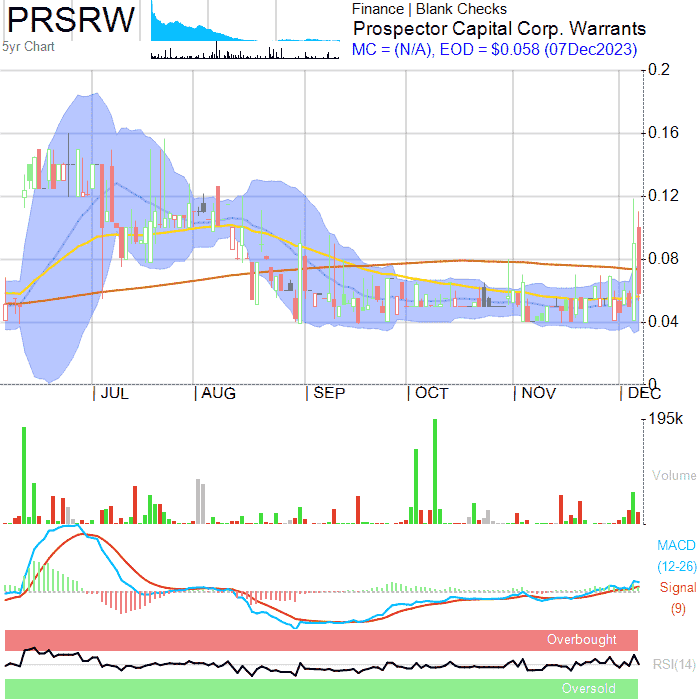 PRSRW
5yr Chart
Finance | Blank Checks
Prospector Capital Corp. Warrants
MC = (N/A), EOD = $0.058 (07Dec2023)
0.2
0.16
0.12
0.08
0.04
0
JUL AUG SEP OCT NOV DEC
195k
Volume
MACD
(12-26)
Signal
(9)
Overbought
RSI(14)
Oversold